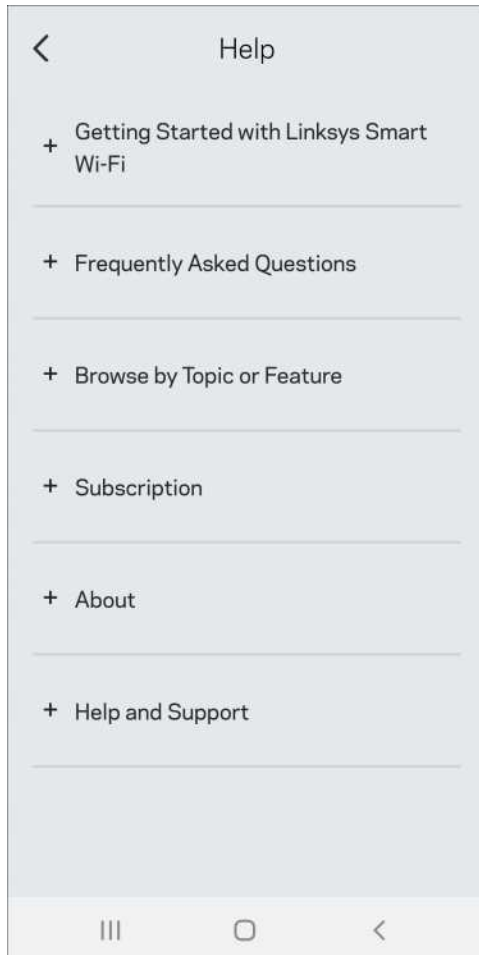 Help
+ Getting Started with Linksys Smart
Wi-Fi
+ Frequently Asked Questions
+ Browse by Topic or Feature
+ Subscription
+ About
+ Help and Support